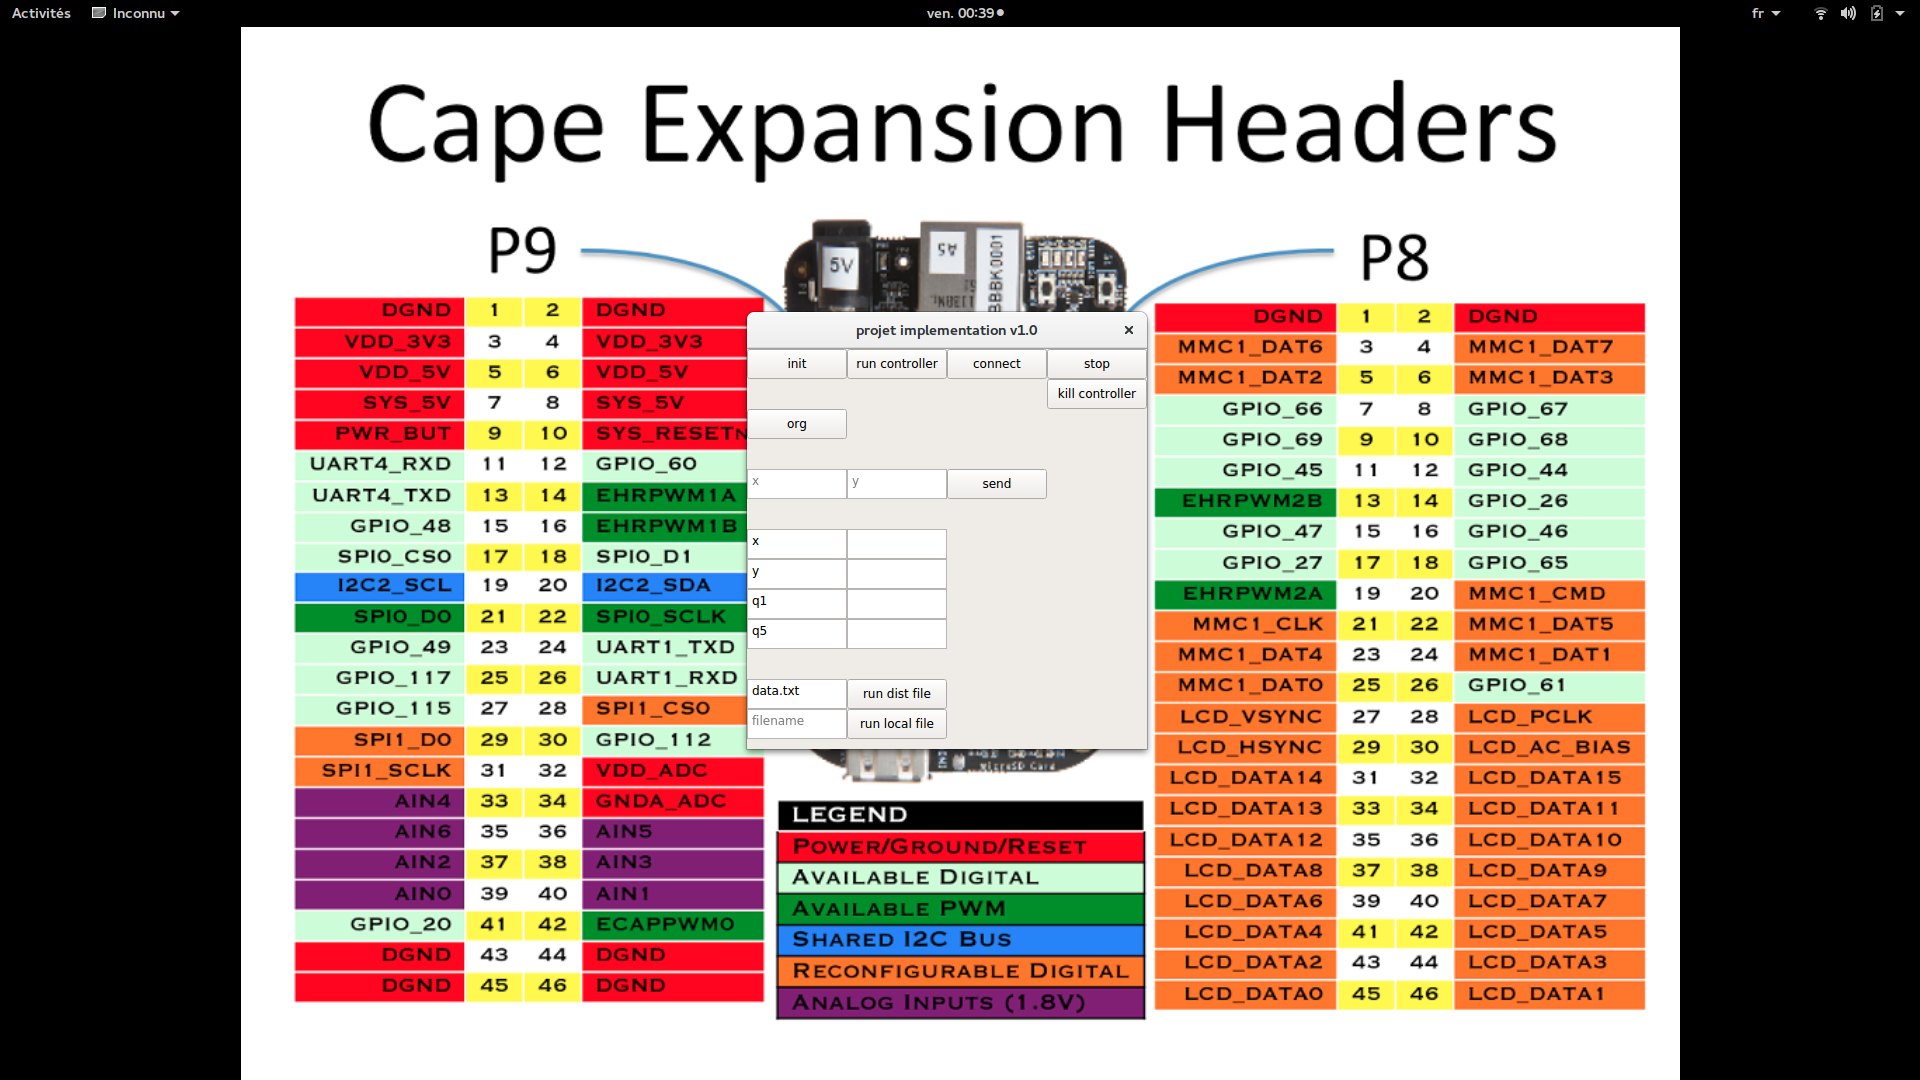 Activités Inconnu ven. 00:39 fr
Cape Expansion Headers
P9
P8
5V
A5
BBBK0001
DGND 1 2 DGND
VDD_3V3 3 4 VDD_3V3
VDD_5V 5 6 VDD_5V
SYS_5V 7 8 SYS_5V
PWR_BUT 9 10 SYS_RESETN
UART4_RXD 11 12 GPIO_60
UART4_TXD 13 14 EHRPWM1A
GPIO_48 15 16 EHRPWM1B
SPI0_CS0 17 18 SPI0_D1
I2C2_SCL 19 20 I2C2_SDA
SPI0_D0 21 22 SPI0_SCLK
GPIO_49 23 24 UART1_TXD
GPIO_117 25 26 UART1_RXD
GPIO_115 27 28 SPI1_CS0
SPI1_D0 29 30 GPIO_112
SPI1_SCLK 31 32 VDD_ADC
AIN4 33 34 GNDA_ADC
AIN6 35 36 AIN5
AIN2 37 38 AIN3
AIN0 39 40 AIN1
GPIO_20 41 42 ECAPPWM0
DGND 43 44 DGND
DGND 45 46 DGND
projet implementation v1.0
init run controller connect stop
kill controller
org
x y send
x
y
q1
q5
data.txt run dist file
filename run local file
microSD Card
LEGEND
Power/Ground/Reset
Available Digital
Available PWM
Shared I2C Bus
Reconfigurable Digital
Analog Inputs (1.8V)
DGND 1 2 DGND
MMC1_DAT6 3 4 MMC1_DAT7
MMC1_DAT2 5 6 MMC1_DAT3
GPIO_66 7 8 GPIO_67
GPIO_69 9 10 GPIO_68
GPIO_45 11 12 GPIO_44
EHRPWM2B 13 14 GPIO_26
GPIO_47 15 16 GPIO_46
GPIO_27 17 18 GPIO_65
EHRPWM2A 19 20 MMC1_CMD
MMC1_CLK 21 22 MMC1_DAT5
MMC1_DAT4 23 24 MMC1_DAT1
MMC1_DAT0 25 26 GPIO_61
LCD_VSYNC 27 28 LCD_PCLK
LCD_HSYNC 29 30 LCD_AC_BIAS
LCD_DATA14 31 32 LCD_DATA15
LCD_DATA13 33 34 LCD_DATA11
LCD_DATA12 35 36 LCD_DATA10
LCD_DATA8 37 38 LCD_DATA9
LCD_DATA6 39 40 LCD_DATA7
LCD_DATA4 41 42 LCD_DATA5
LCD_DATA2 43 44 LCD_DATA3
LCD_DATA0 45 46 LCD_DATA1